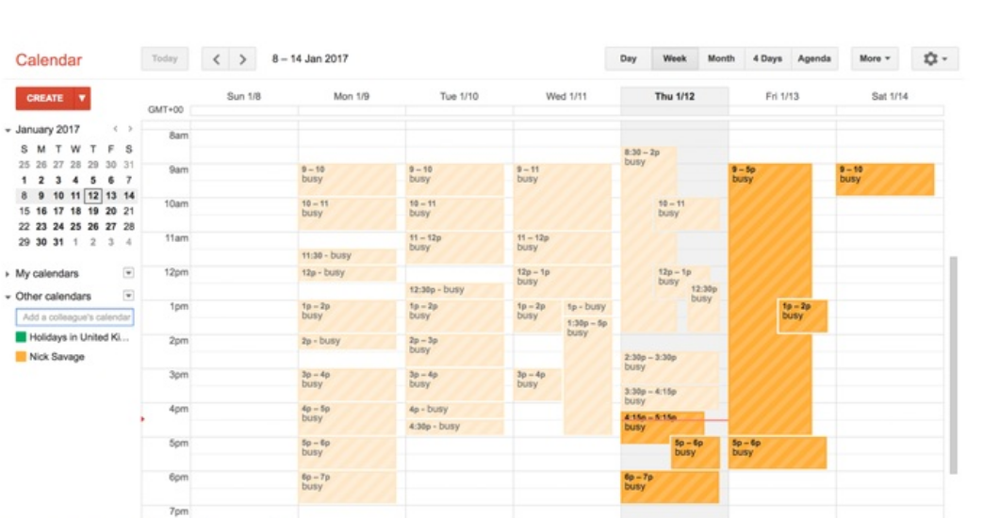 Calendar
Today
8 – 14 Jan 2017
Day Week Month 4 Days Agenda
More
CREATE
Sun 1/8 Mon 1/9 Tue 1/10 Wed 1/11 Thu 1/12 Fri 1/13 Sat 1/14
GMT+00
January 2017
S M T W T F S
25 26 27 28 29 30 31
1 2 3 4 5 6 7
8 9 10 11 12 13 14
15 16 17 18 19 20 21
22 23 24 25 26 27 28
29 30 31 1 2 3 4
My calendars
Other calendars
Add a colleague's calendar
Holidays in United Ki...
Nick Savage
8am
9am
10am
11am
12pm
1pm
2pm
3pm
4pm
5pm
6pm
7pm
9 – 10
busy
10 – 11
busy
11:30 - busy
12p - busy
1p – 2p
busy
2p - busy
3p – 4p
busy
4p – 5p
busy
5p – 6p
busy
6p – 7p
busy
9 – 10
busy
10 – 11
busy
11 – 12p
busy
12:30p - busy
1p – 2p
busy
2p – 3p
busy
3p – 4p
busy
4p - busy
4:30p - busy
9 – 11
busy
11 – 12p
busy
12p – 1p
busy
1p – 2p
busy
1p - busy
1:30p – 5p
busy
3p – 4p
busy
8:30 – 2p
busy
10 – 11
busy
12p – 1p
busy
12:30p
busy
2:30p – 3:30p
busy
3:30p – 4:15p
busy
4:15p – 5:15p
busy
5p – 6p
busy
6p – 7p
busy
9 – 5p
busy
1p – 2p
busy
5p – 6p
busy
9 – 10
busy